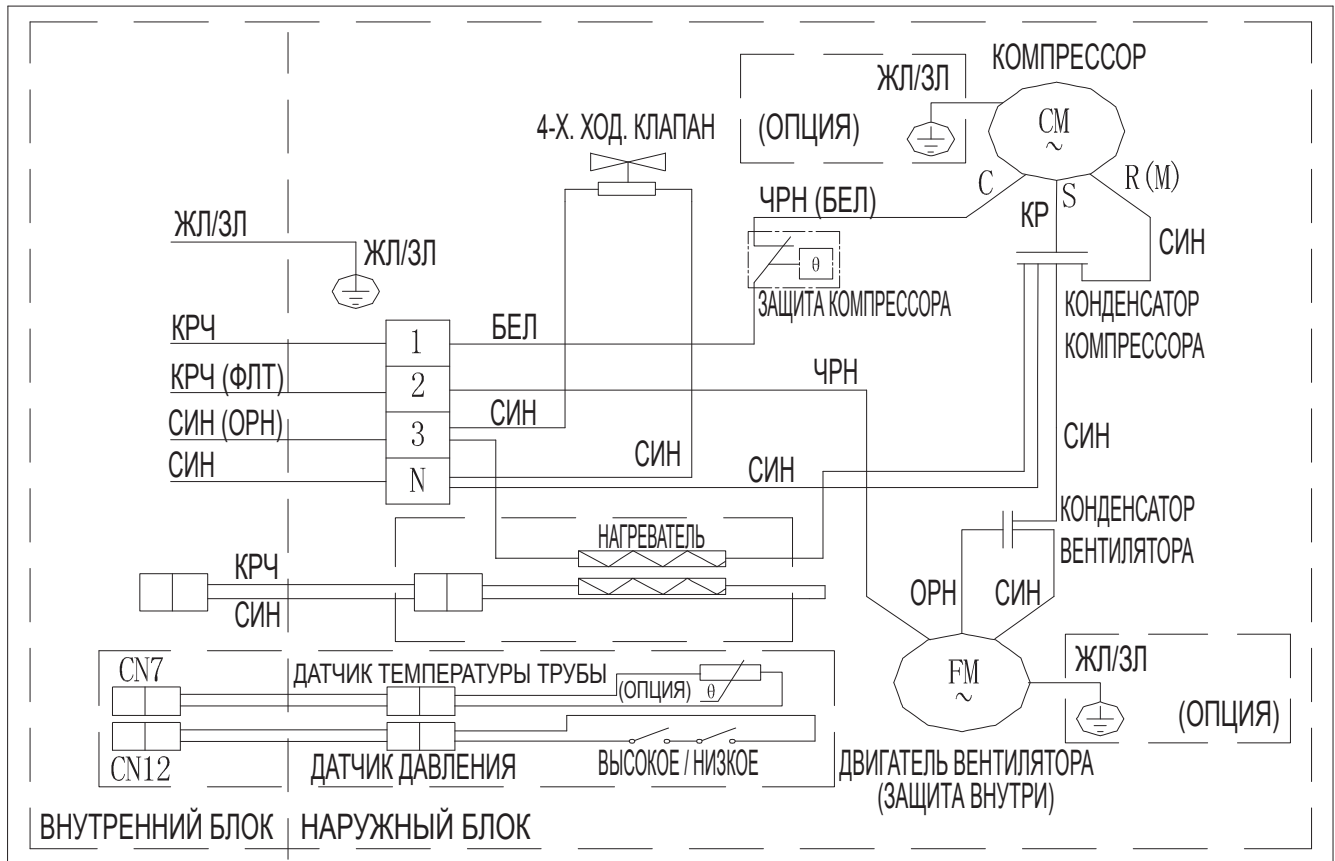 КОМПРЕССОР
ЖЛ/ЗЛ
(ОПЦИЯ)
CM
~
4-Х. ХОД. КЛАПАН
C
S
R(M)
ЧРН (БЕЛ)
КР
СИН
ЖЛ/ЗЛ
ЖЛ/ЗЛ
θ
ЗАЩИТА КОМПРЕССОРА
КОНДЕНСАТОР
КОМПРЕССОРА
КРЧ
1
БЕЛ
КРЧ (ФЛТ)
2
ЧРН
СИН (ОРН)
3
СИН
СИН
N
СИН
СИН
СИН
НАГРЕВАТЕЛЬ
КОНДЕНСАТОР
ВЕНТИЛЯТОРА
КРЧ
СИН
ОРН
СИН
CN7
ДАТЧИК ТЕМПЕРАТУРЫ ТРУБЫ
(ОПЦИЯ)
θ
FM
~
ЖЛ/ЗЛ
(ОПЦИЯ)
CN12
ДАТЧИК ДАВЛЕНИЯ
ВЫСОКОЕ / НИЗКОЕ
ДВИГАТЕЛЬ ВЕНТИЛЯТОРА
(ЗАЩИТА ВНУТРИ)
ВНУТРЕННИЙ БЛОК
НАРУЖНЫЙ БЛОК